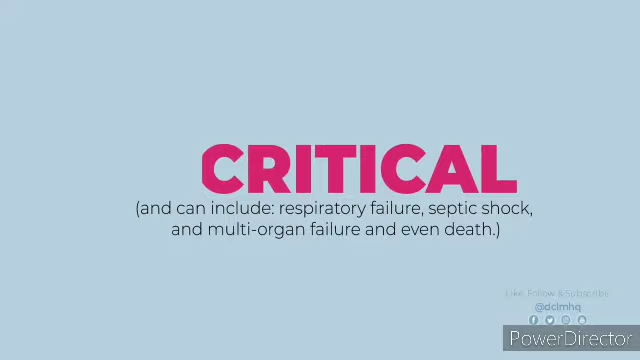 CRITICAL
(and can include: respiratory failure, septic shock,
and multi-organ failure and even death.)
Like Follow & Subscribe
@dclmhq
PowerDirector